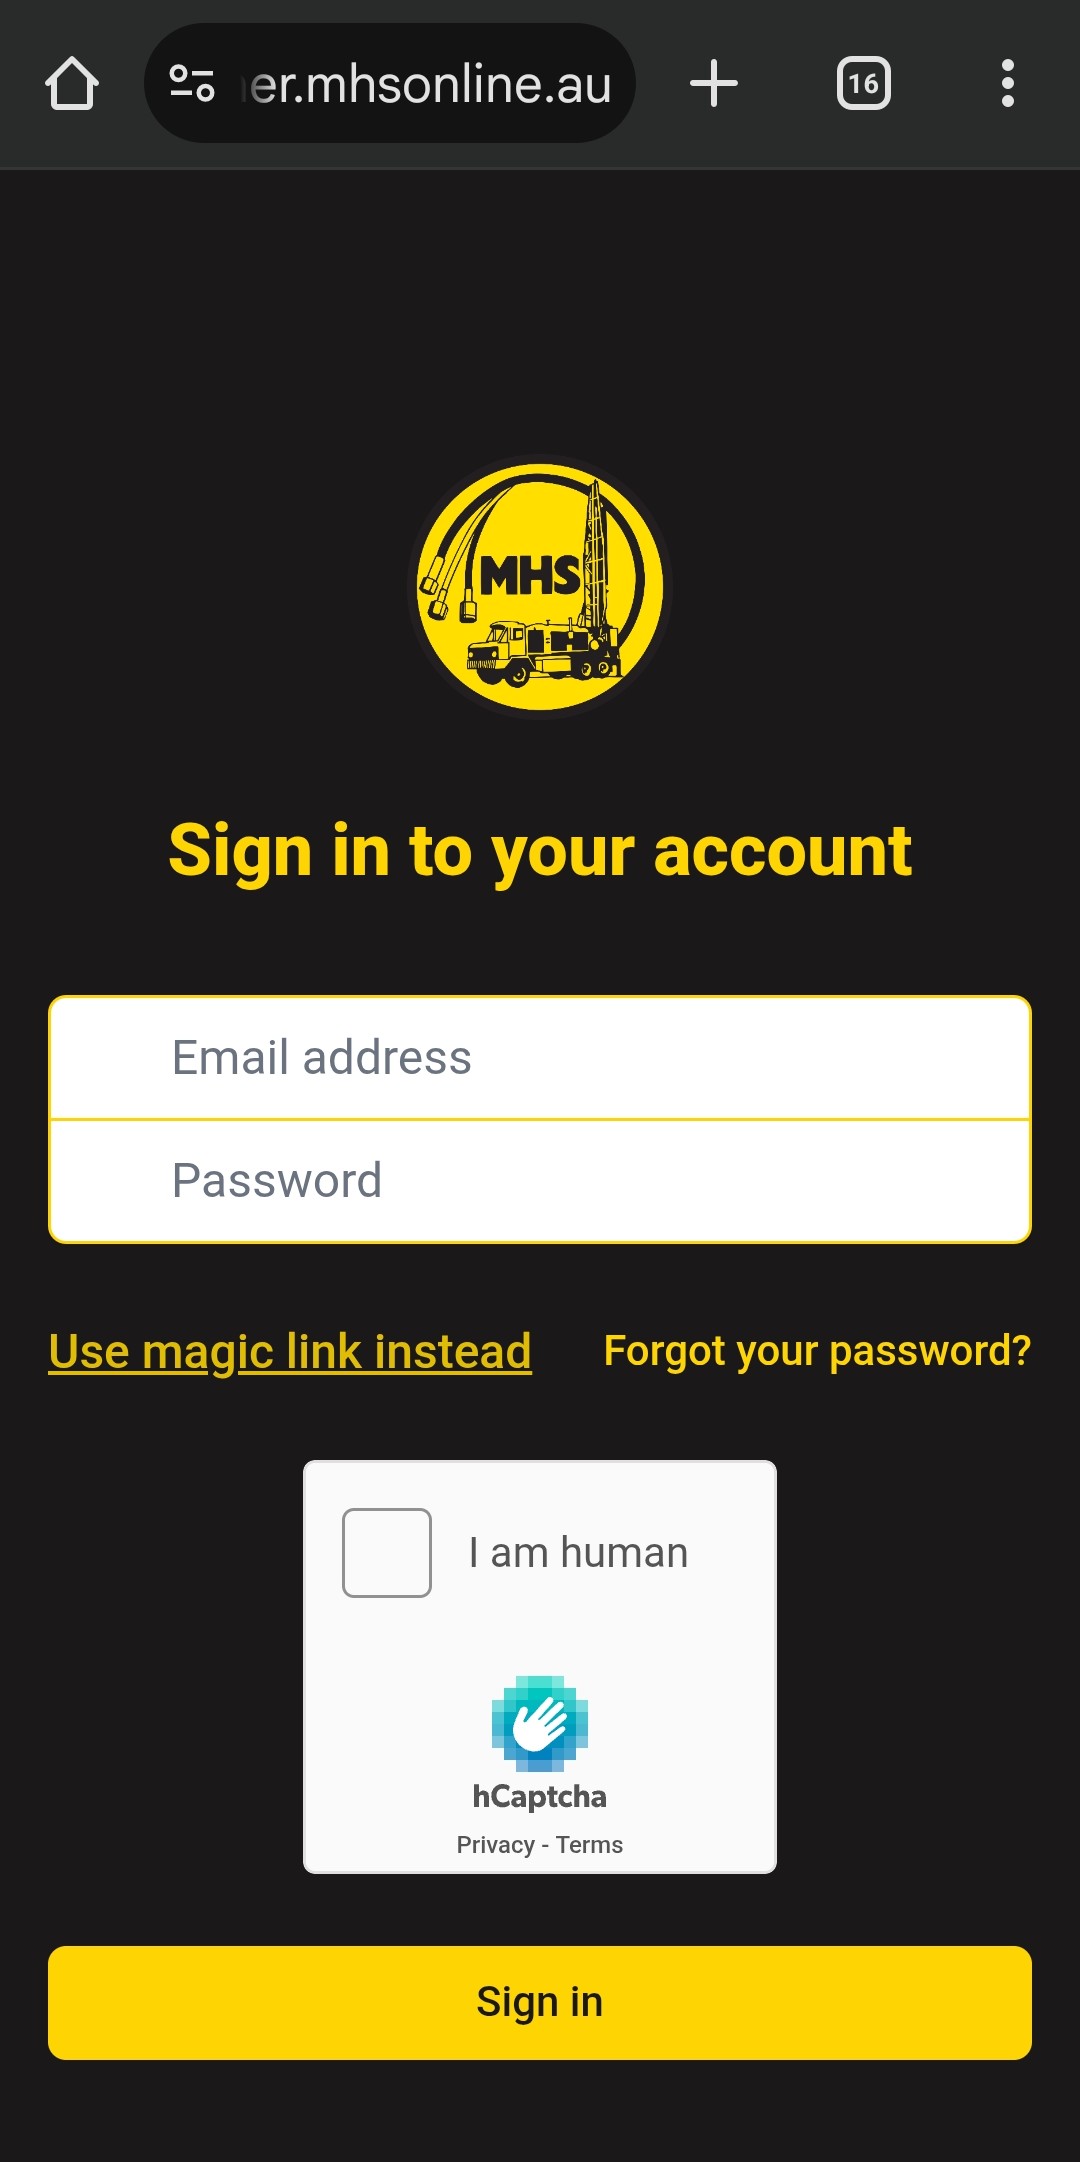 er.mhsonline.au
16
MHS
Sign in to your account
Email address
Password
Use magic link instead
Forgot your password?
I am human
hCaptcha
Privacy - Terms
Sign in